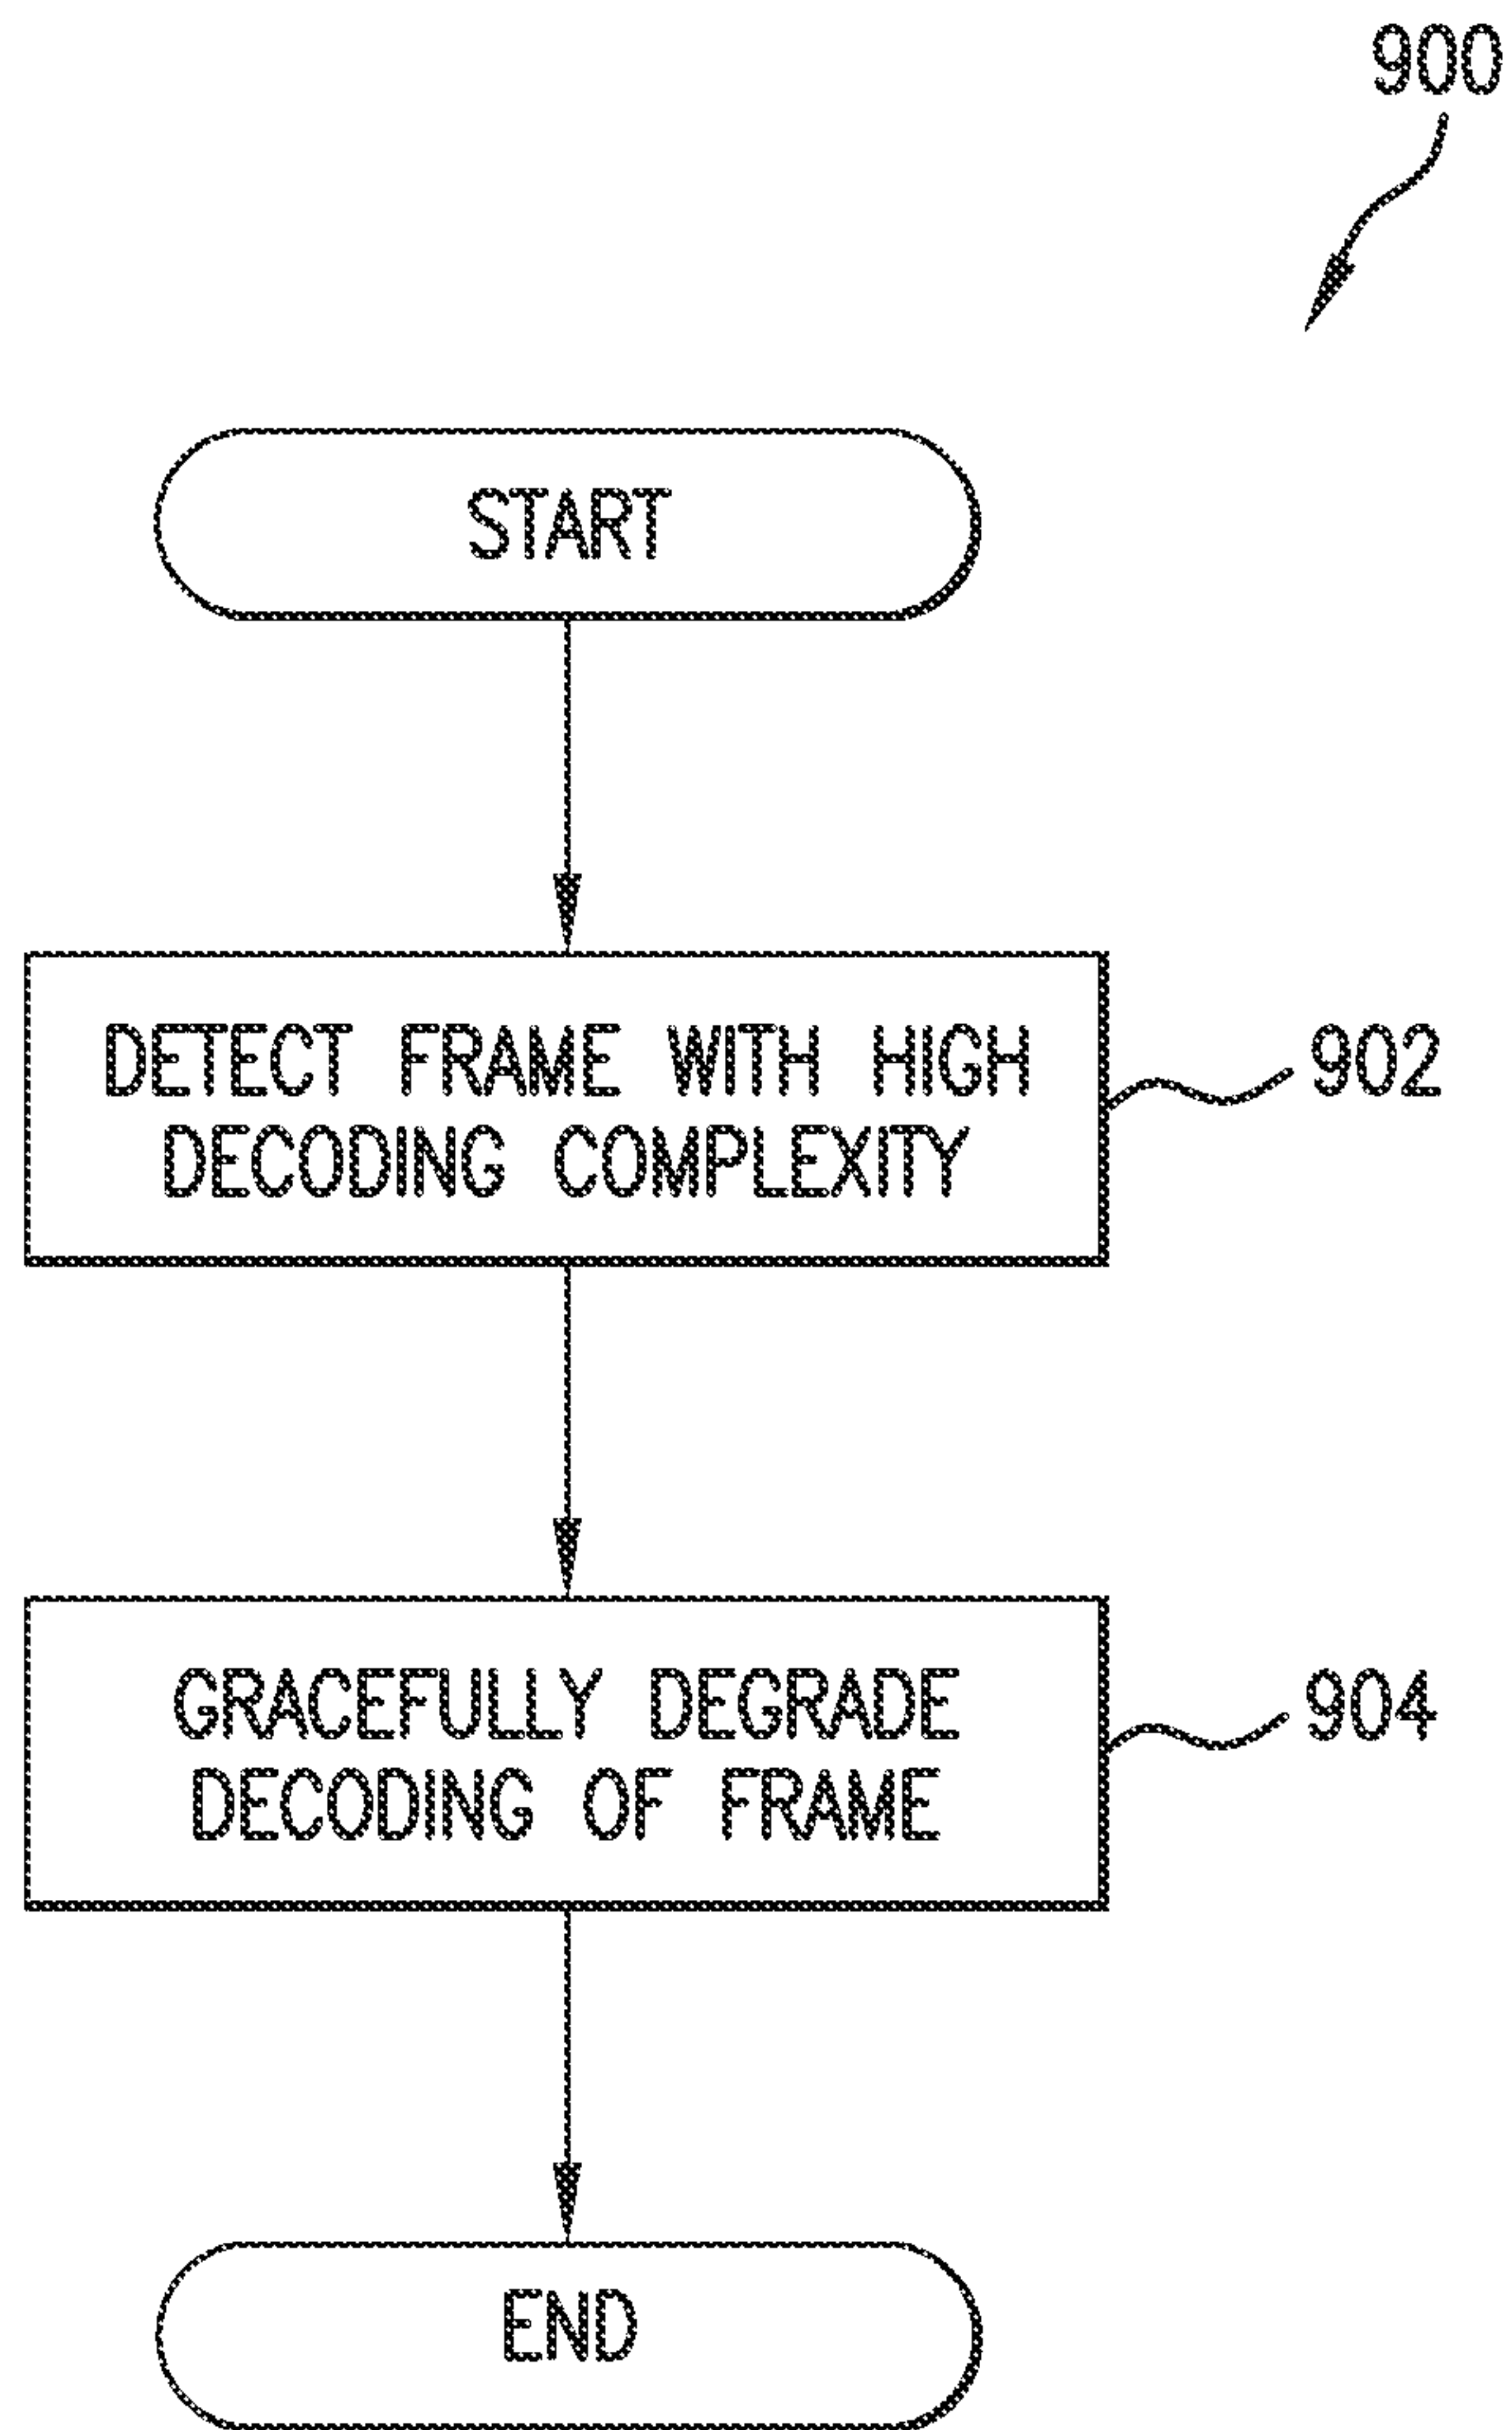 900
START
DETECT FRAME WITH HIGH
DECODING COMPLEXITY
902
GRACEFULLY DEGRADE
DECODING OF FRAME
904
END